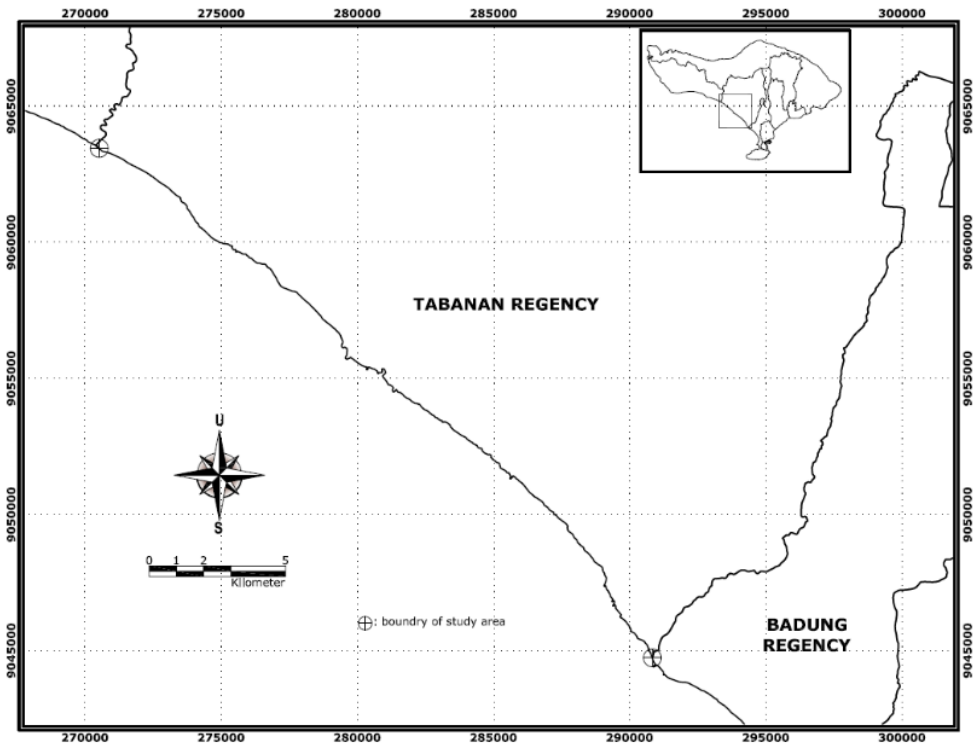 270000 275000 280000 285000 290000 295000 300000
9065000 9065000
9060000 9060000
TABANAN REGENCY
9055000 9055000
U
9050000 9050000
S
0 1 2 5
Kilometer
: boundry of study area
BADUNG
REGENCY
9045000 9045000
270000 275000 280000 285000 290000 295000 300000